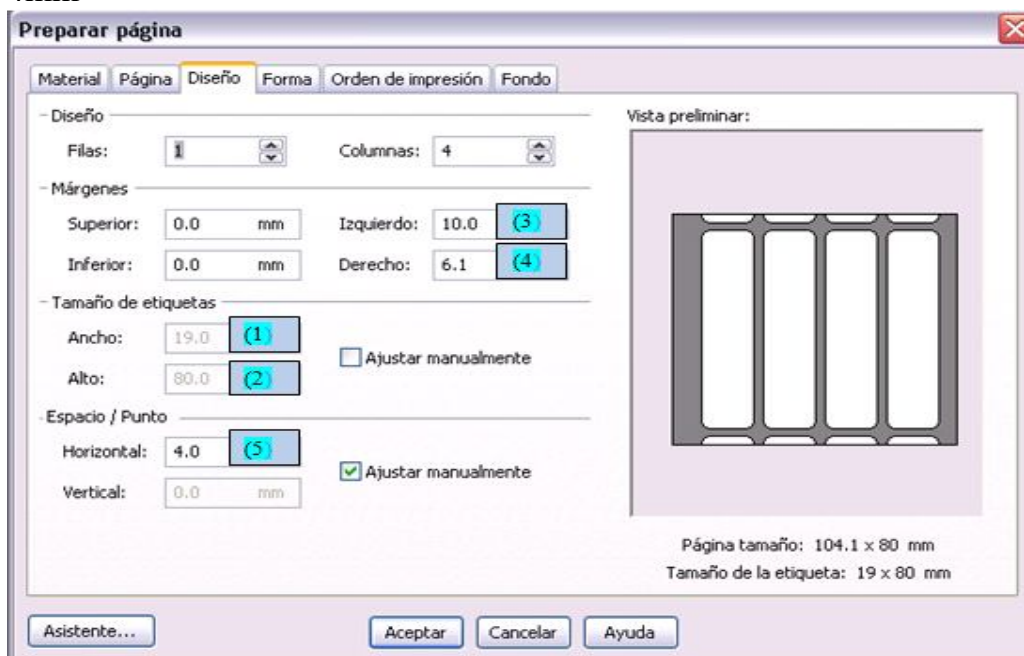 Preparar página
Material Página Diseño Forma Orden de impresión Fondo
Diseño
Filas: 1 Columnas: 4
Márgenes
Superior: 0.0 mm Izquierdo: 10.0 (3)
Inferior: 0.0 mm Derecho: 6.1 (4)
Tamaño de etiquetas
Ancho: 19.0 (1)
Ajustar manualmente
Alto: 80.0 (2)
Espacio / Punto
Horizontal: 4.0 (5)
Ajustar manualmente
Vertical: 0.0 mm
Vista preliminar:
Página tamaño: 104.1 x 80 mm
Tamaño de la etiqueta: 19 x 80 mm
Asistente... Aceptar Cancelar Ayuda